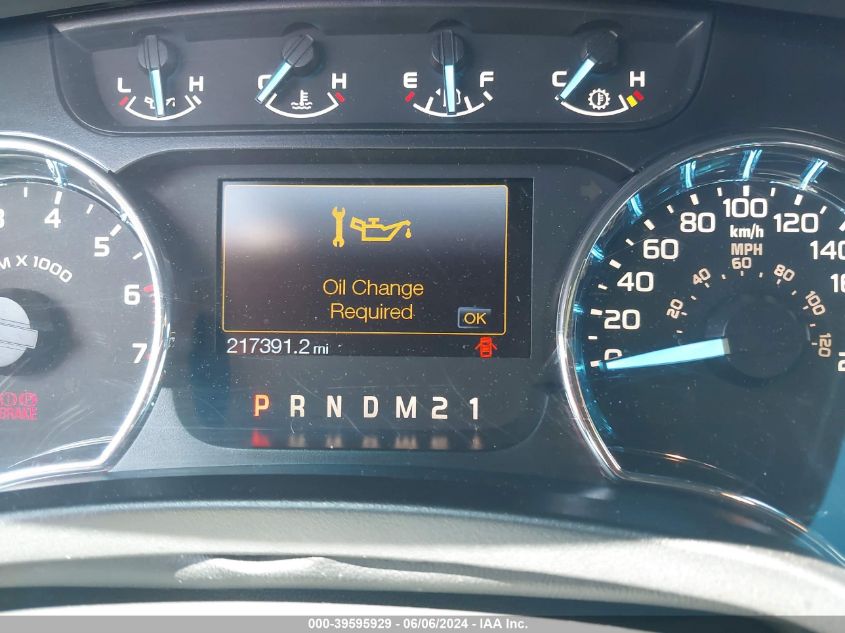 L H C H E F C H
3 4 5 6 7
M X 1000
BRAKE
Oil Change
Required
OK
217391.2 mi
P R N D M 2 1
0 20 40 60 80 100 120 140
km/h
MPH
20 40 60 80 100 120
000-39595929 - 06/06/2024 - IAA Inc.